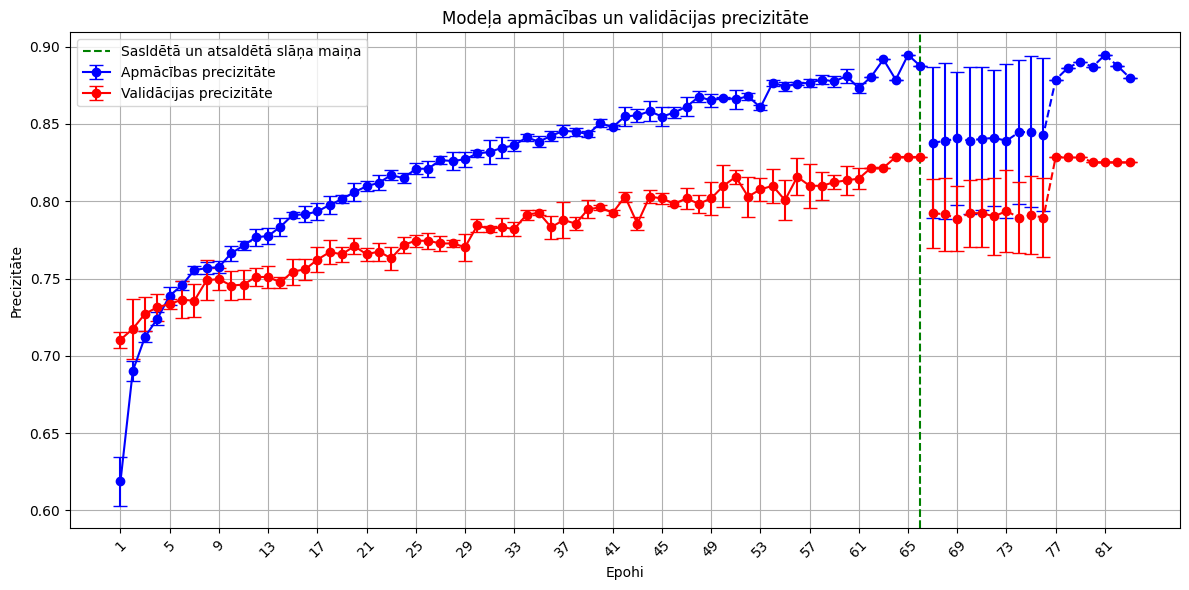 Modeļa apmācības un validācijas precizitāte
Sasldētā un atsaldētā slāņa maiņa
Apmācības precizitāte
Validācijas precizitāte
Precizitāte
0.90
0.85
0.80
0.75
0.70
0.65
0.60
1 5 9 13 17 21 25 29 33 37 41 45 49 53 57 61 65 69 73 77 81
Epohi